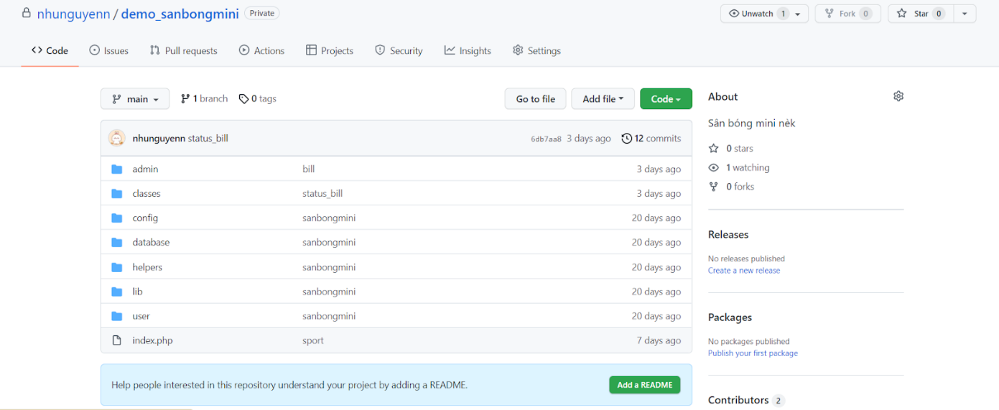 nhunguyenn / demo_sanbongmini Private
Unwatch 1 Fork 0 Star 0
Code Issues Pull requests Actions Projects Security Insights Settings
main 1 branch 0 tags Go to file Add file Code
nhunguyenn status_bill 6db7aa8 3 days ago 12 commits
admin bill 3 days ago
classes status_bill 3 days ago
config sanbongmini 20 days ago
database sanbongmini 20 days ago
helpers sanbongmini 20 days ago
lib sanbongmini 20 days ago
user sanbongmini 20 days ago
index.php sport 7 days ago
Help people interested in this repository understand your project by adding a README. Add a README
About
Sân bóng mini nèk
0 stars
1 watching
0 forks
Releases
No releases published
Create a new release
Packages
No packages published
Publish your first package
Contributors 2